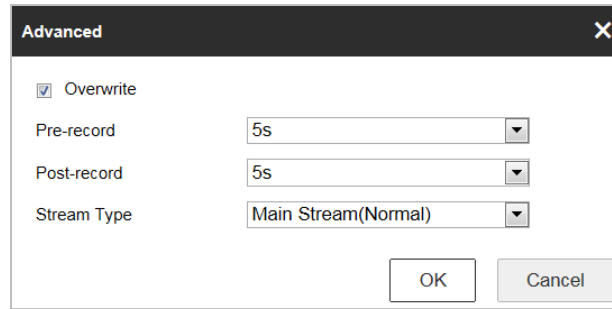 Advanced
Overwrite
Pre-record 5s
Post-record 5s
Stream Type Main Stream(Normal)
OK Cancel